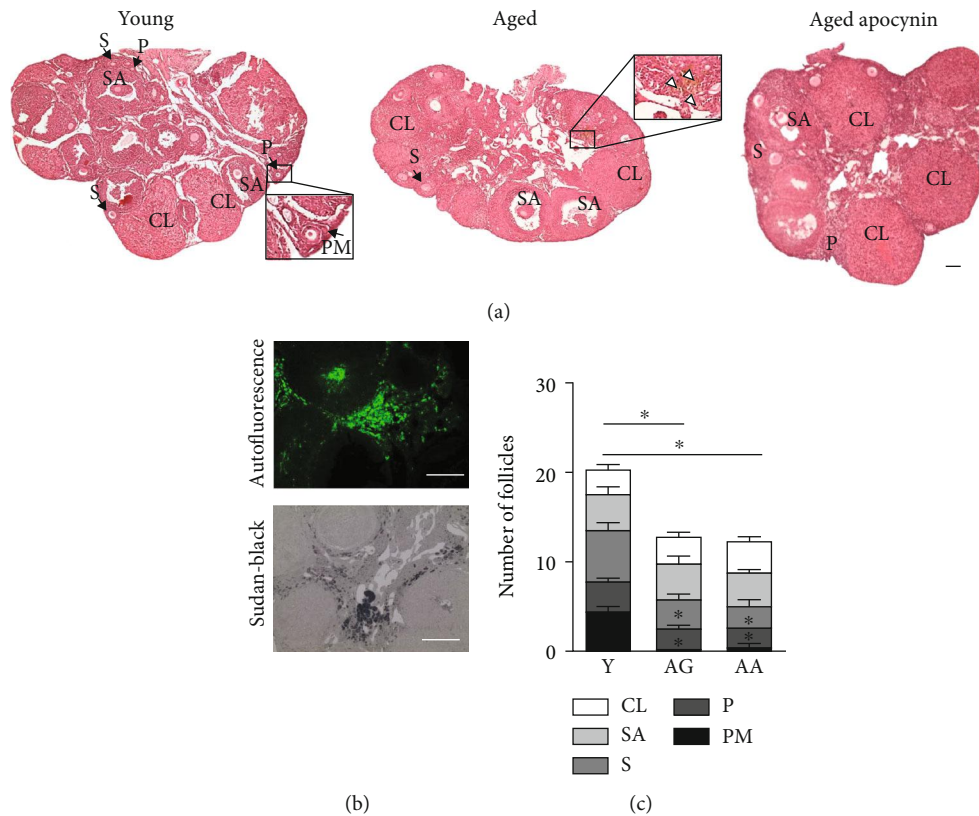 Young
Aged
Aged apocynin
S
P
SA
P
SA
S
CL
CL
PM
CL
S
CL
SA
SA
SA
CL
S
P
CL
(a)
Autofluorescence
Sudan-black
(b)
Number of follicles
30
20
10
0
*
*
*
*
*
*
Y
AG
AA
CL
P
SA
PM
S
(c)